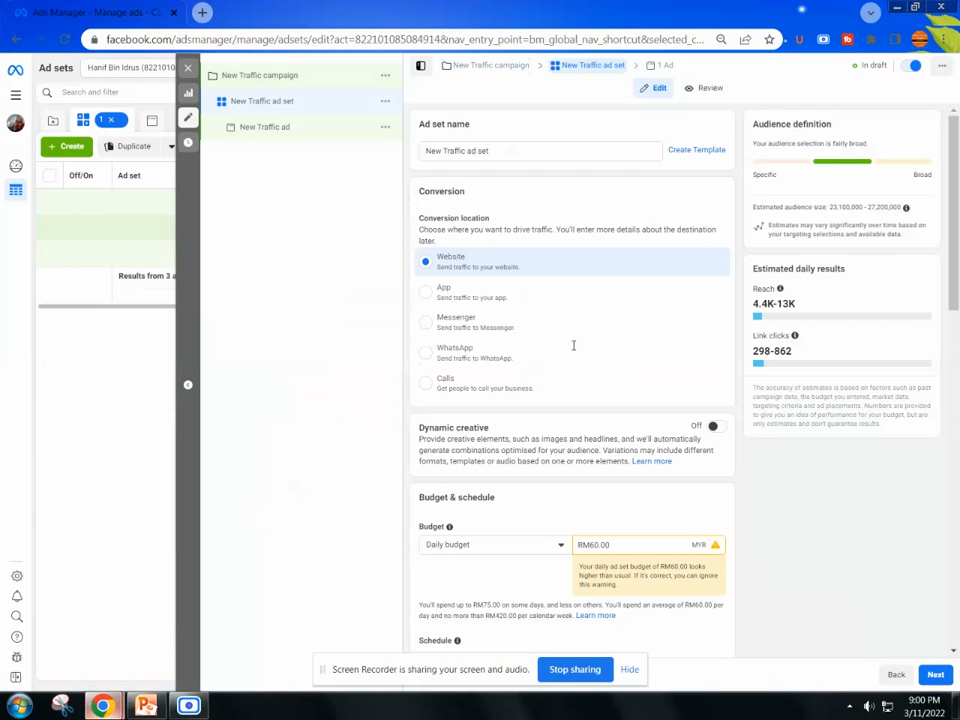 Ads Manager - Manage ads - Ca
facebook.com/adsmanager/manage/adsets/edit?act=822101085084914&nav_entry_point=bm_global_nav_shortcut&selected_c...
Ad sets
Hanif Bin Idrus (82210108
Search and filter
1
Create
Duplicate
Off/On
Ad set
Results from 3 a
New Traffic campaign
New Traffic ad set
New Traffic ad
New Traffic campaign
New Traffic ad set
1 Ad
In draft
Edit
Review
Ad set name
New Traffic ad set
Create Template
Conversion
Conversion location
Choose where you want to drive traffic. You'll enter more details about the destination
later.
Website
Send traffic to your website.
App
Send traffic to your app.
Messenger
Send traffic to Messenger.
WhatsApp
Send traffic to WhatsApp.
Calls
Get people to call your business.
Dynamic creative
Off
Provide creative elements, such as images and headlines, and we'll automatically
generate combinations optimised for your audience. Variations may include different
formats, templates or audio based on one or more elements. Learn more
Budget & schedule
Budget
Daily budget
RM60.00
MYR
Your daily ad set budget of RM60.00 looks
higher than usual. If it's correct, you can ignore
this warning.
You'll spend up to RM75.00 on some days, and less on others. You'll spend an average of RM60.00 per
day and no more than RM420.00 per calendar week. Learn more
Schedule
Audience definition
Your audience selection is fairly broad.
Specific
Broad
Estimated audience size: 23,100,000 - 27,200,000
Estimates may vary significantly over time based on
your targeting selections and available data.
Estimated daily results
Reach
4.4K-13K
Link clicks
298-862
The accuracy of estimates is based on factors such as past
campaign data, the budget you entered, market data,
targeting criteria and ad placements. Numbers are provided
to give you an idea of performance for your budget, but are
only estimates and don't guarantee results.
Screen Recorder is sharing your screen and audio.
Stop sharing
Hide
Back
Next
9:00 PM
3/11/2022